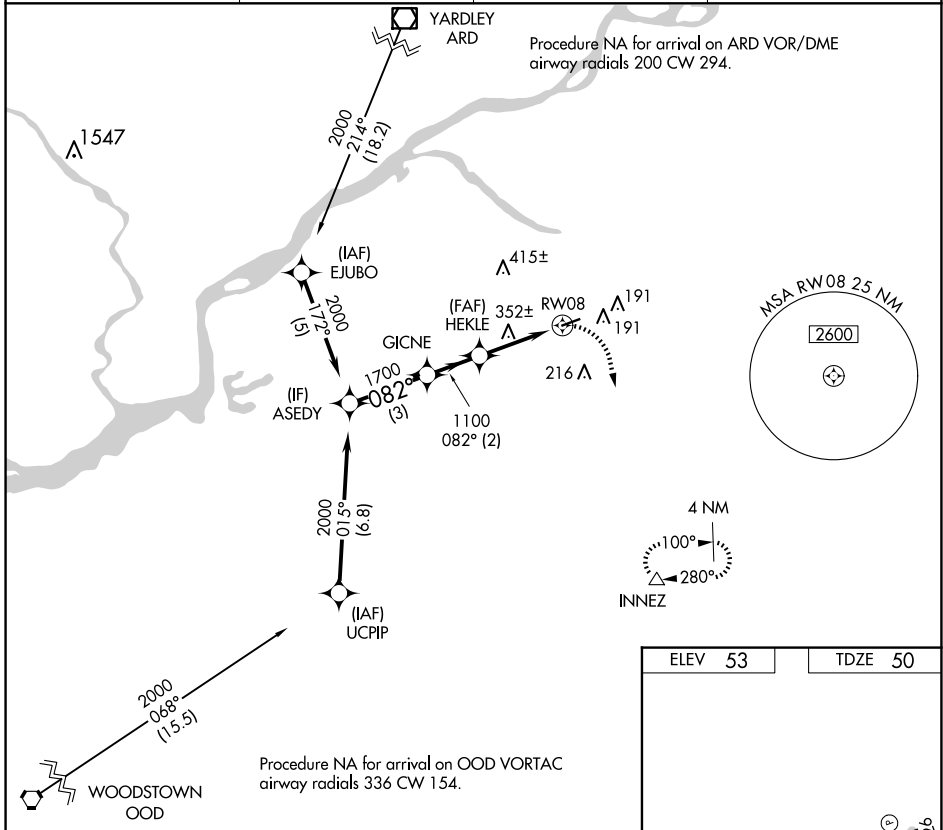 YARDLEY
ARD
Procedure NA for arrival on ARD VOR/DME
airway radials 200 CW 294.
2000
214°
(18.2)
1547
(IAF)
EJUBO
415±
2000
172°
(5)
(FAF)
HEKLE
352±
RW08
191
191
MSA RW08 25 NM
2600
GICNE
216
1700
082°
(3)
(IF)
ASEDY
1100
082° (2)
2000
015°
(6.8)
4 NM
100°
280°
INNEZ
(IAF)
UCPIP
ELEV 53
TDZE 50
2000
068°
(15.5)
Procedure NA for arrival on OOD VORTAC
airway radials 336 CW 154.
WOODSTOWN
OOD
P